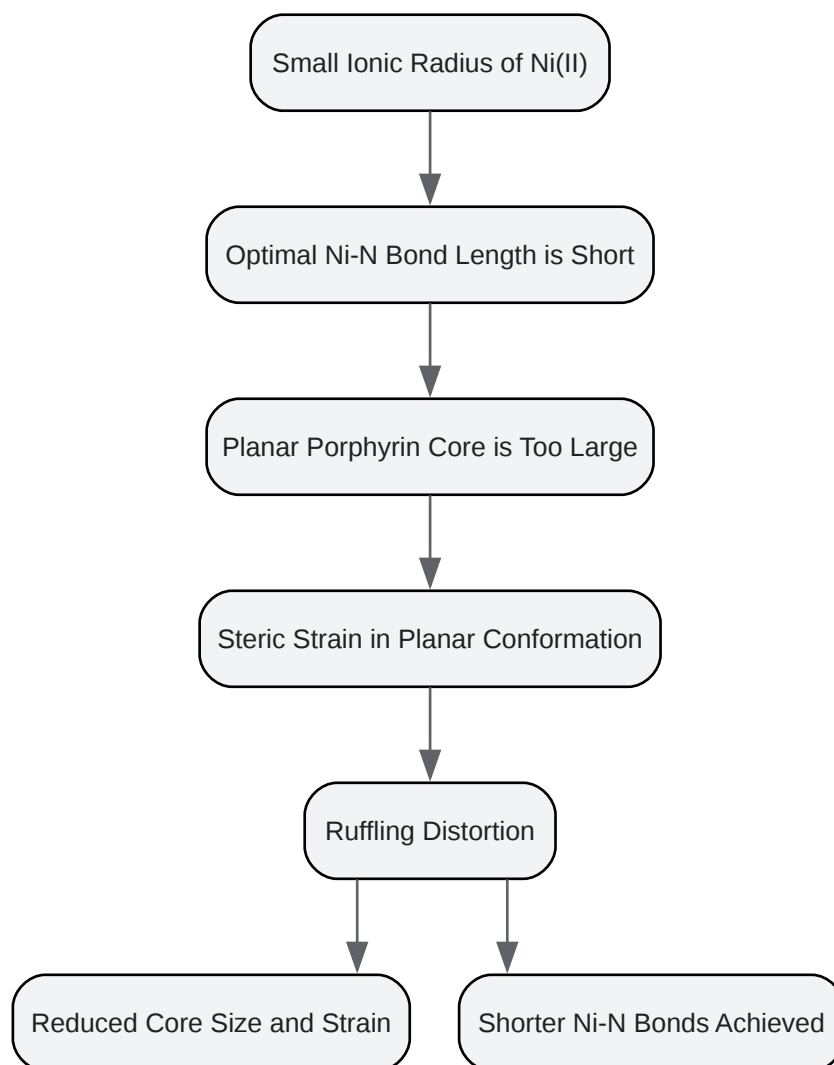 Small Ionic Radius of Ni(II)
Optimal Ni-N Bond Length is Short
Planar Porphyrin Core is Too Large
Steric Strain in Planar Conformation
Ruffling Distortion
Reduced Core Size and Strain
Shorter Ni-N Bonds Achieved